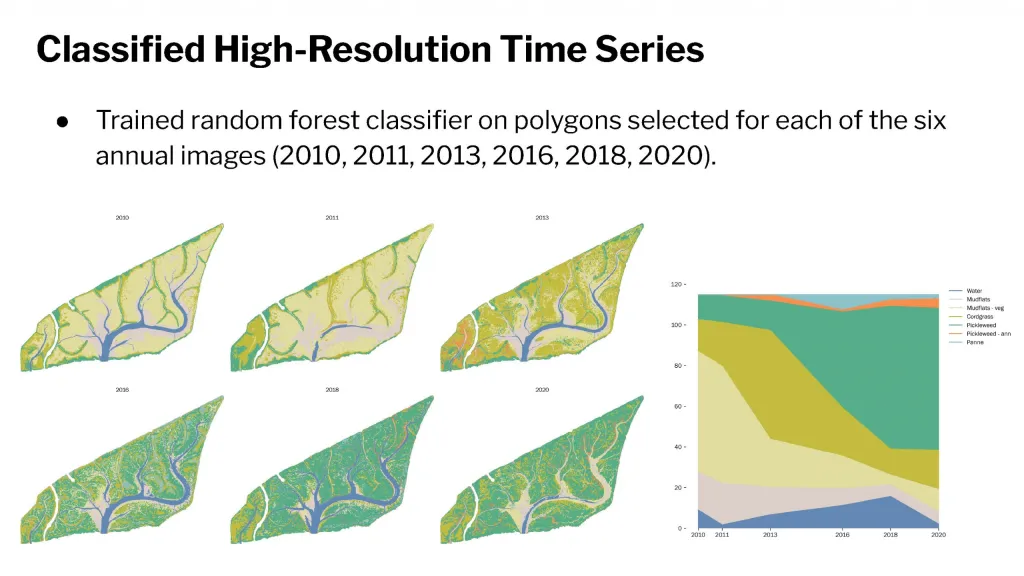 Classified High-Resolution Time Series
● Trained random forest classifier on polygons selected for each of the six
annual images (2010, 2011, 2013, 2016, 2018, 2020).
2010
2011
2013
2016
2018
2020
120
100
80
60
40
20
0
2010 2011 2013 2016 2018 2020
Water
Mudflats
Mudflats - veg
Cordgrass
Pickleweed
Pickleweed - ann
Panne